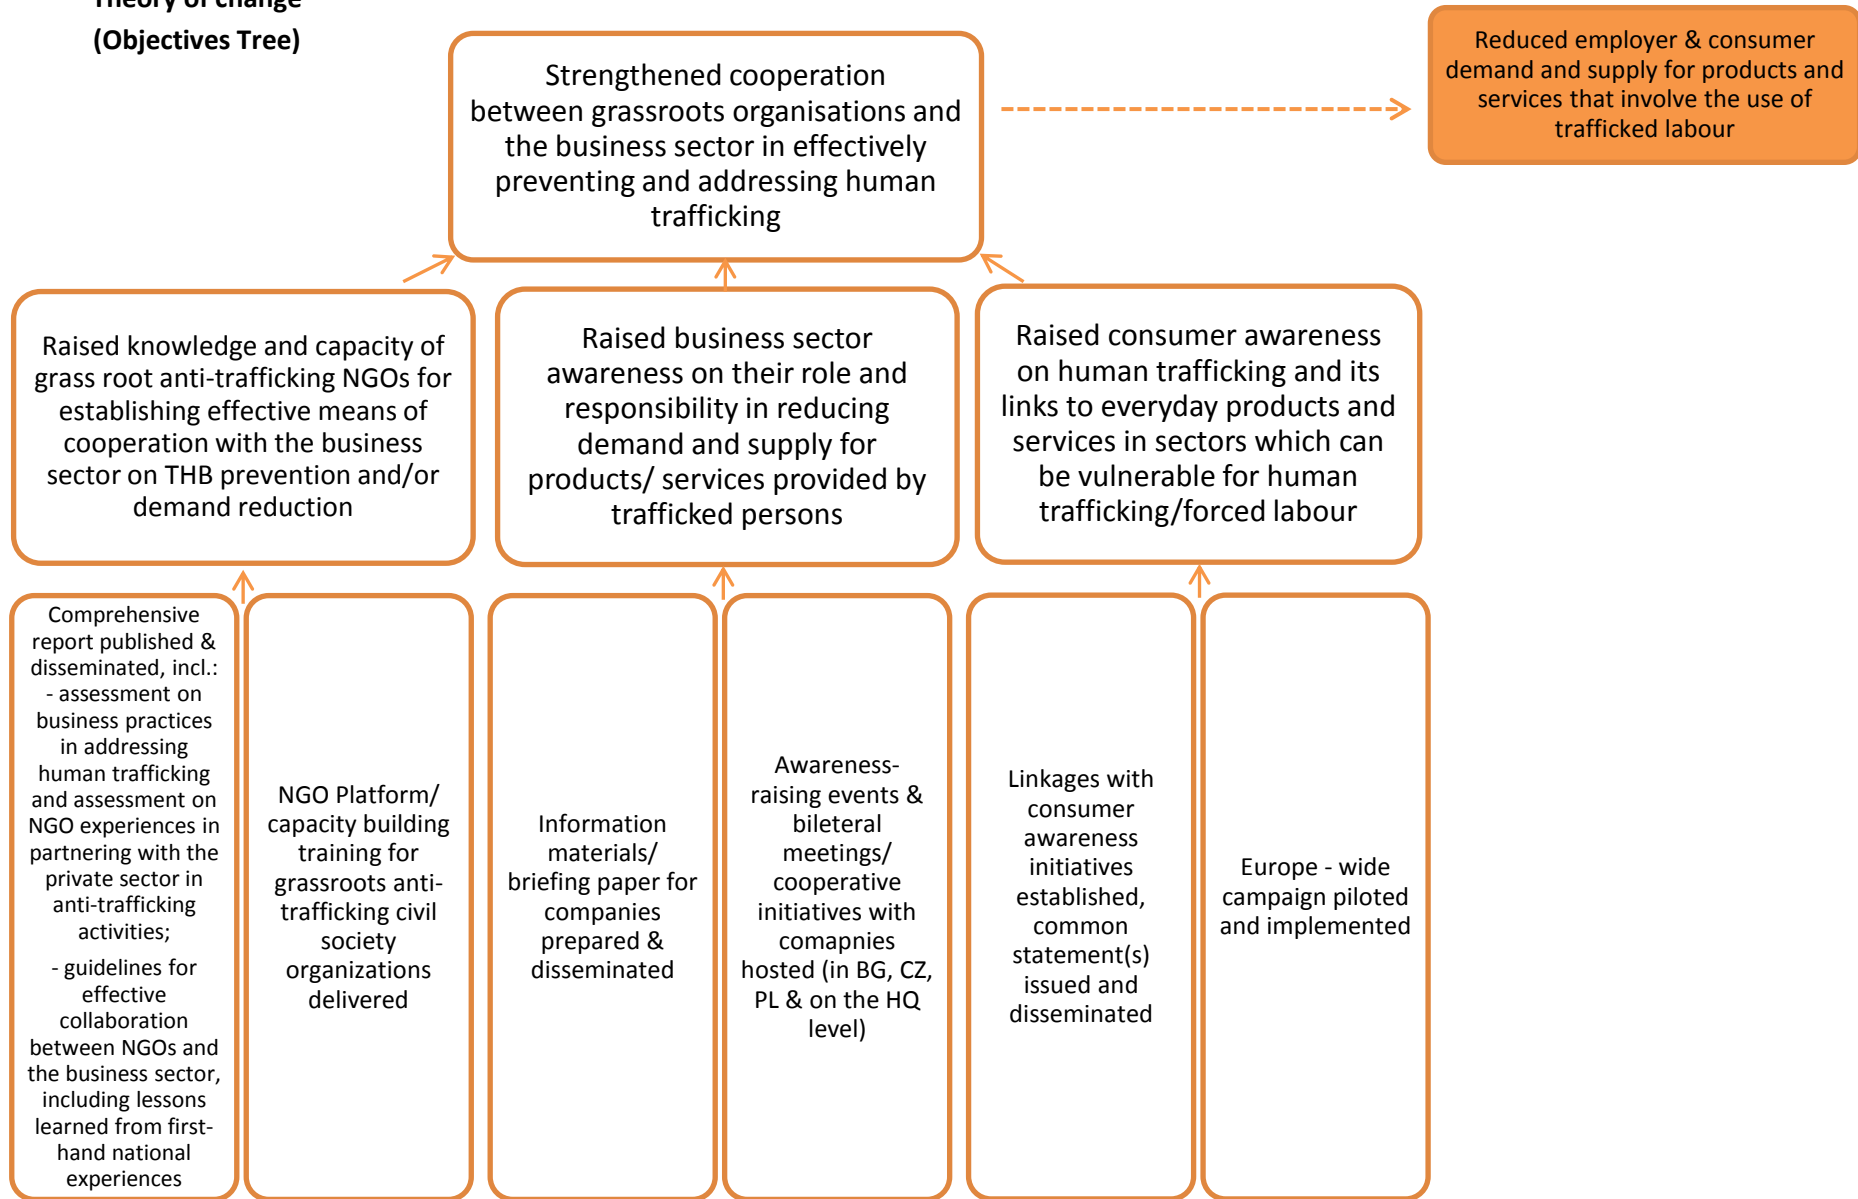 Theory of change
(Objectives Tree)
Strengthened cooperation
between grassroots organisations and
the business sector in effectively
preventing and addressing human
trafficking
Reduced employer & consumer
demand and supply for products and
services that involve the use of
trafficked labour
Raised knowledge and capacity of
grass root anti-trafficking NGOs for
establishing effective means of
cooperation with the business
sector on THB prevention and/or
demand reduction
Raised business sector
awareness on their role and
responsibility in reducing
demand and supply for
products/ services provided by
trafficked persons
Raised consumer awareness
on human trafficking and its
links to everyday products and
services in sectors which can
be vulnerable for human
trafficking/forced labour
Comprehensive
report published &
disseminated, incl.:
- assessment on
business practices
in addressing
human trafficking
and assessment on
NGO experiences in
partnering with the
private sector in
anti-trafficking
activities;
- guidelines for
effective
collaboration
between NGOs and
the business sector,
including lessons
learned from first-
hand national
experiences
NGO Platform/
capacity building
training for
grassroots anti-
trafficking civil
society
organizations
delivered
Information
materials/
briefing paper for
companies
prepared &
disseminated
Awareness-
raising events &
bileteral
meetings/
cooperative
initiatives with
comapnies
hosted (in BG, CZ,
PL & on the HQ
level)
Linkages with
consumer
awareness
initiatives
established,
common
statement(s)
issued and
disseminated
Europe - wide
campaign piloted
and implemented